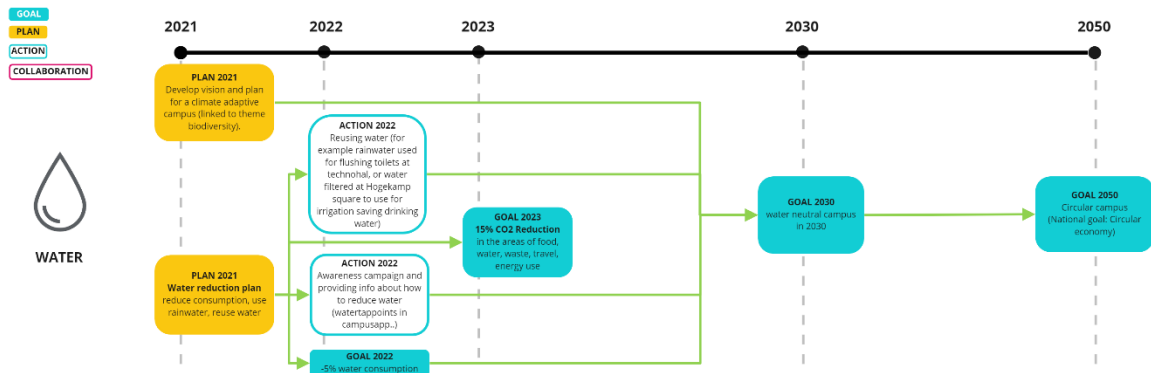 GOAL
PLAN
ACTION
COLLABORATION
2021
2022
2023
2030
2050
PLAN 2021
Develop vision and plan
for a climate adaptive
campus (linked to theme
biodiversity).
ACTION 2022
Reusing water (for
example rainwater used
for flushing toilets at
technohal, or water
filtered at Hogekamp
square to use for
irrigation saving drinking
water)
GOAL 2023
15% CO2 Reduction
in the areas of food,
water, waste, travel,
energy use
GOAL 2030
water neutral campus
in 2030
GOAL 2050
Circular campus
(National goal: Circular
economy)
WATER
PLAN 2021
Water reduction plan
reduce consumption, use
rainwater, reuse water
ACTION 2022
Awareness campaign and
providing info about how
to reduce water
(watertappoints in
campusapp..)
GOAL 2022
-5% water consumption